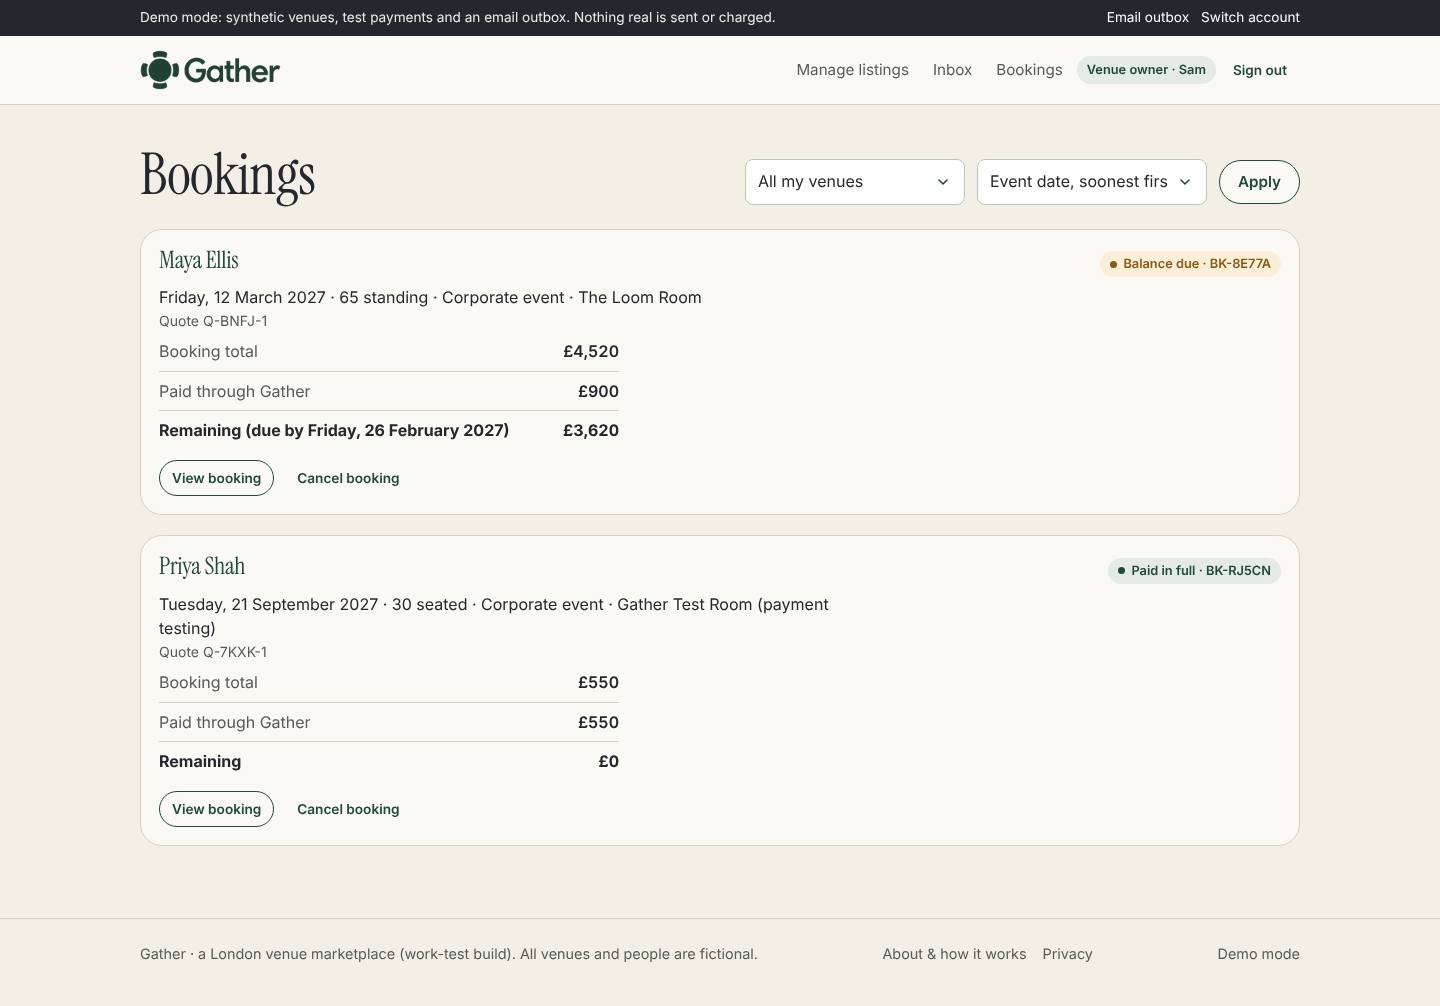 Demo mode: synthetic venues, test payments and an email outbox. Nothing real is sent or charged.
Email outbox Switch account
Gather
Manage listings Inbox Bookings Venue owner · Sam Sign out
Bookings
All my venues
Event date, soonest firs
Apply
Maya Ellis
Balance due · BK-8E77A
Friday, 12 March 2027 · 65 standing · Corporate event · The Loom Room
Quote Q-BNFJ-1
Booking total £4,520
Paid through Gather £900
Remaining (due by Friday, 26 February 2027) £3,620
View booking Cancel booking
Priya Shah
Paid in full · BK-RJ5CN
Tuesday, 21 September 2027 · 30 seated · Corporate event · Gather Test Room (payment
testing)
Quote Q-7KXK-1
Booking total £550
Paid through Gather £550
Remaining £0
View booking Cancel booking
Gather · a London venue marketplace (work-test build). All venues and people are fictional.
About & how it works Privacy
Demo mode